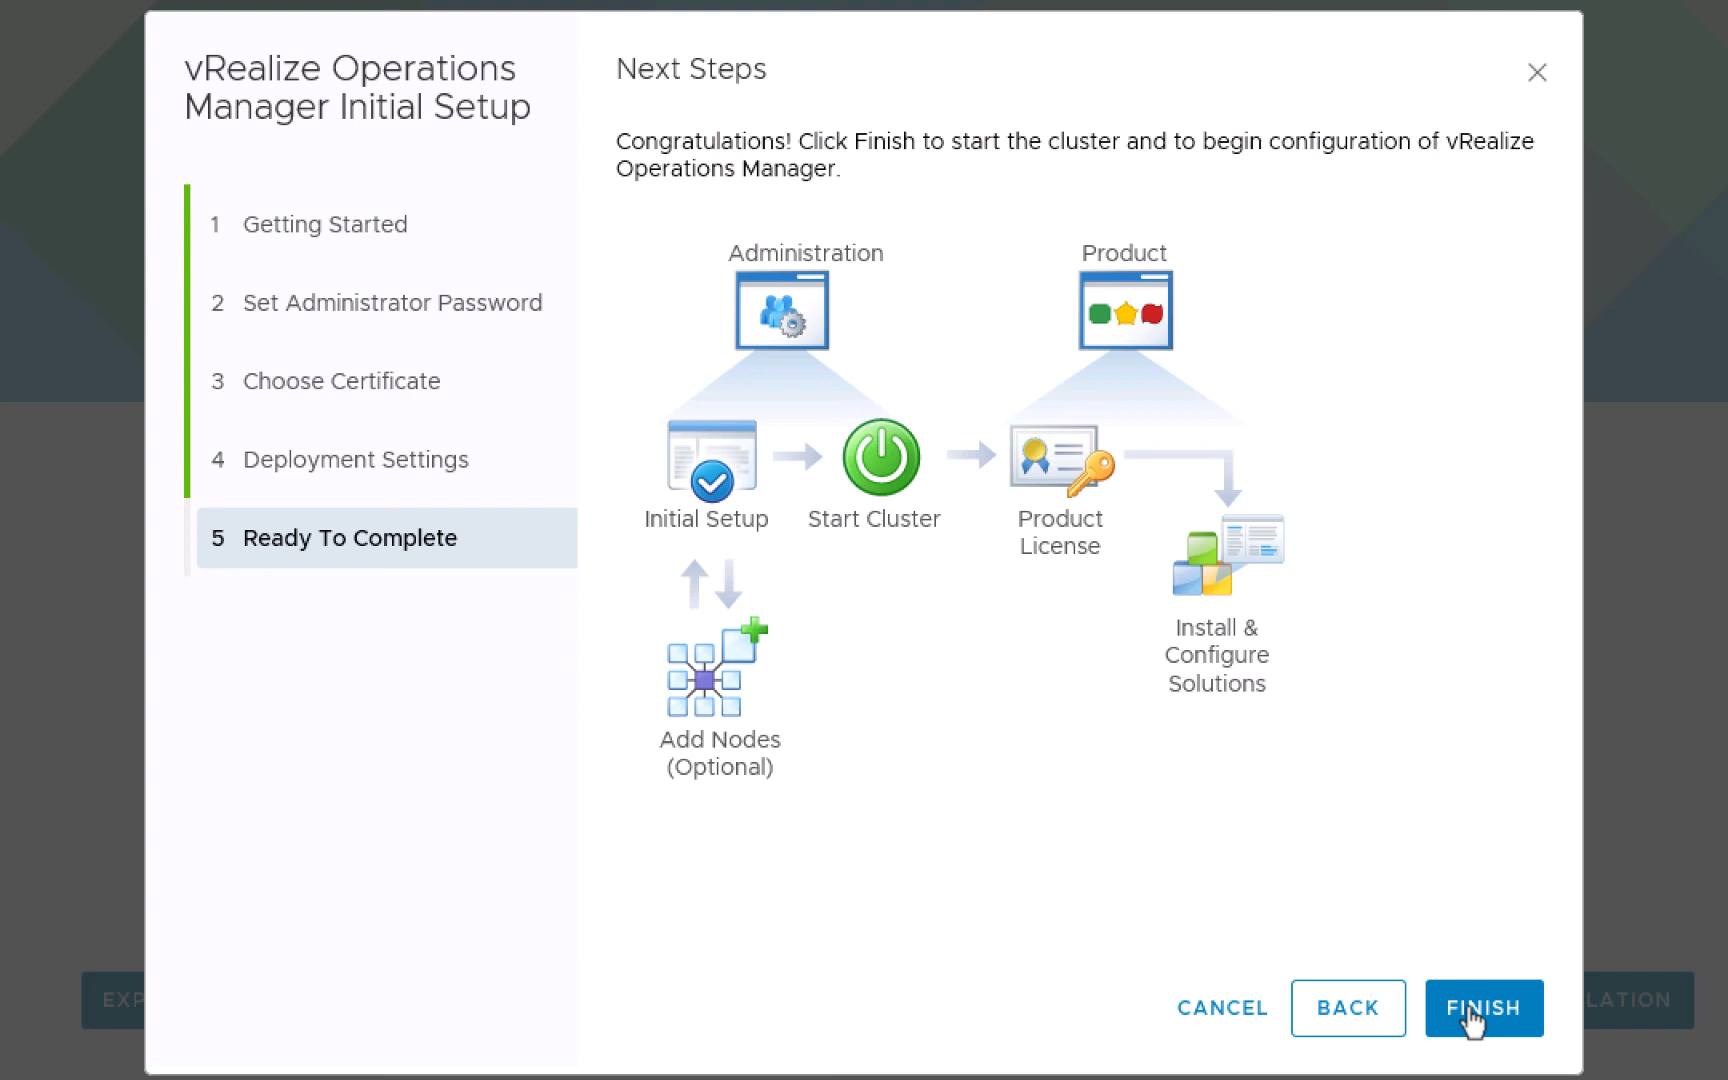 vRealize Operations
Manager Initial Setup
1 Getting Started
2 Set Administrator Password
3 Choose Certificate
4 Deployment Settings
5 Ready To Complete
Next Steps
Congratulations! Click Finish to start the cluster and to begin configuration of vRealize
Operations Manager.
Administration
Product
Initial Setup
Start Cluster
Product
License
Install &
Configure
Solutions
Add Nodes
(Optional)
EXP
LATION
CANCEL
BACK
FINISH